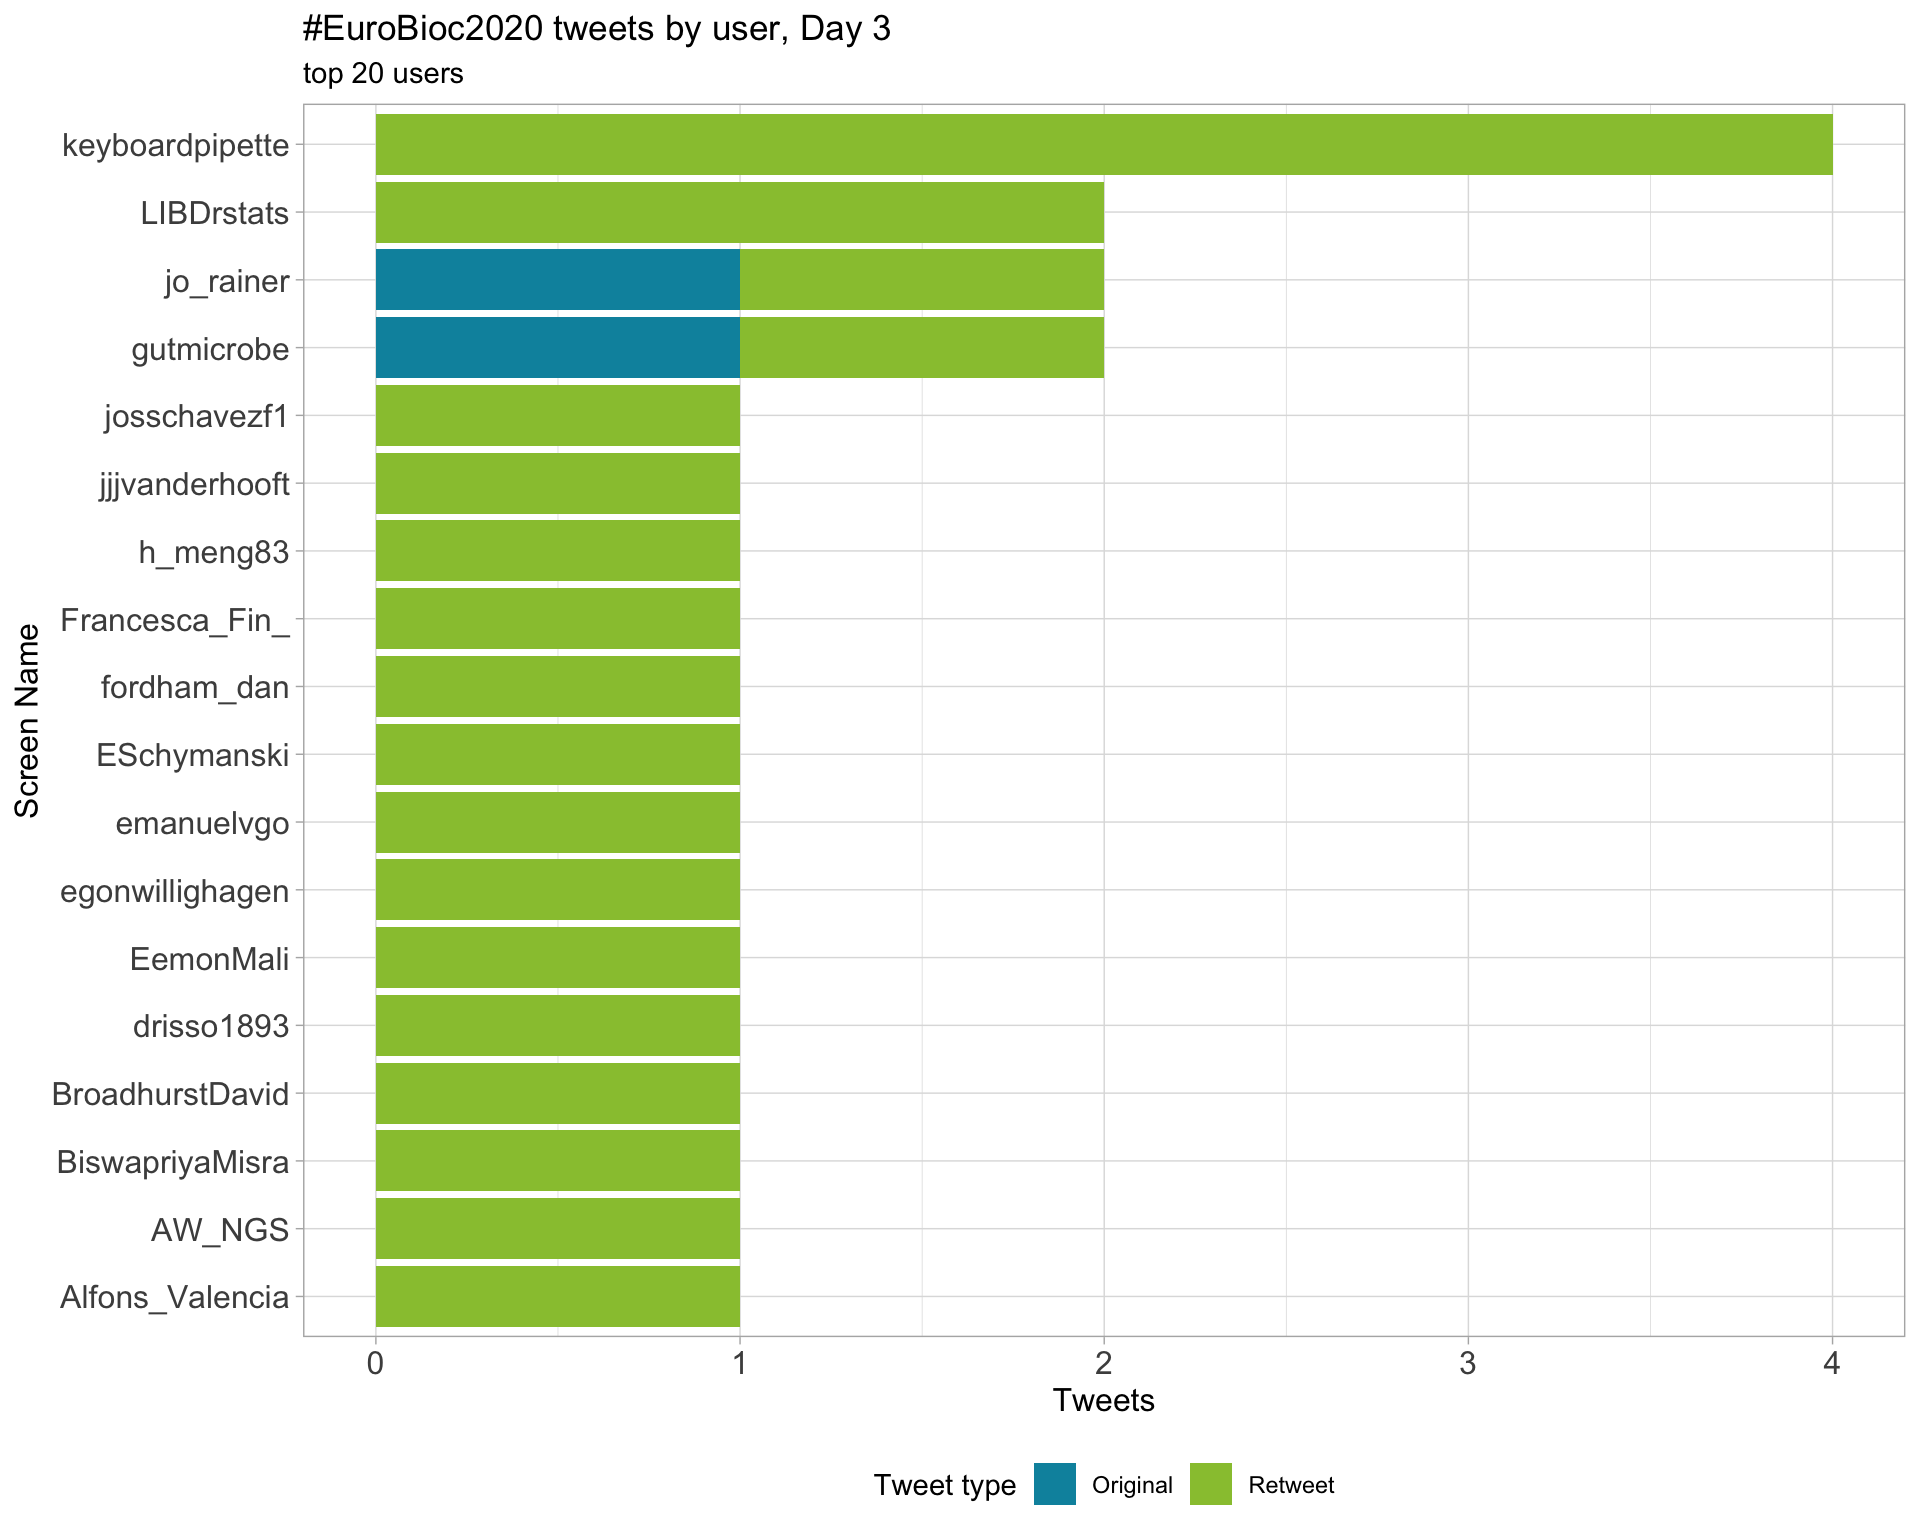 #EuroBioc2020 tweets by user, Day 3
top 20 users
Screen Name
keyboardpipette
LIBDrstats
jo_rainer
gutmicrobe
josschavezf1
jjjvanderhooft
h_meng83
Francesca_Fin_
fordham_dan
ESchymanski
emanuelvgo
egonwillighagen
EemonMali
drisso1893
BroadhurstDavid
BiswapriyaMisra
AW_NGS
Alfons_Valencia
0 1 2 3 4
Tweets
Tweet type Original Retweet